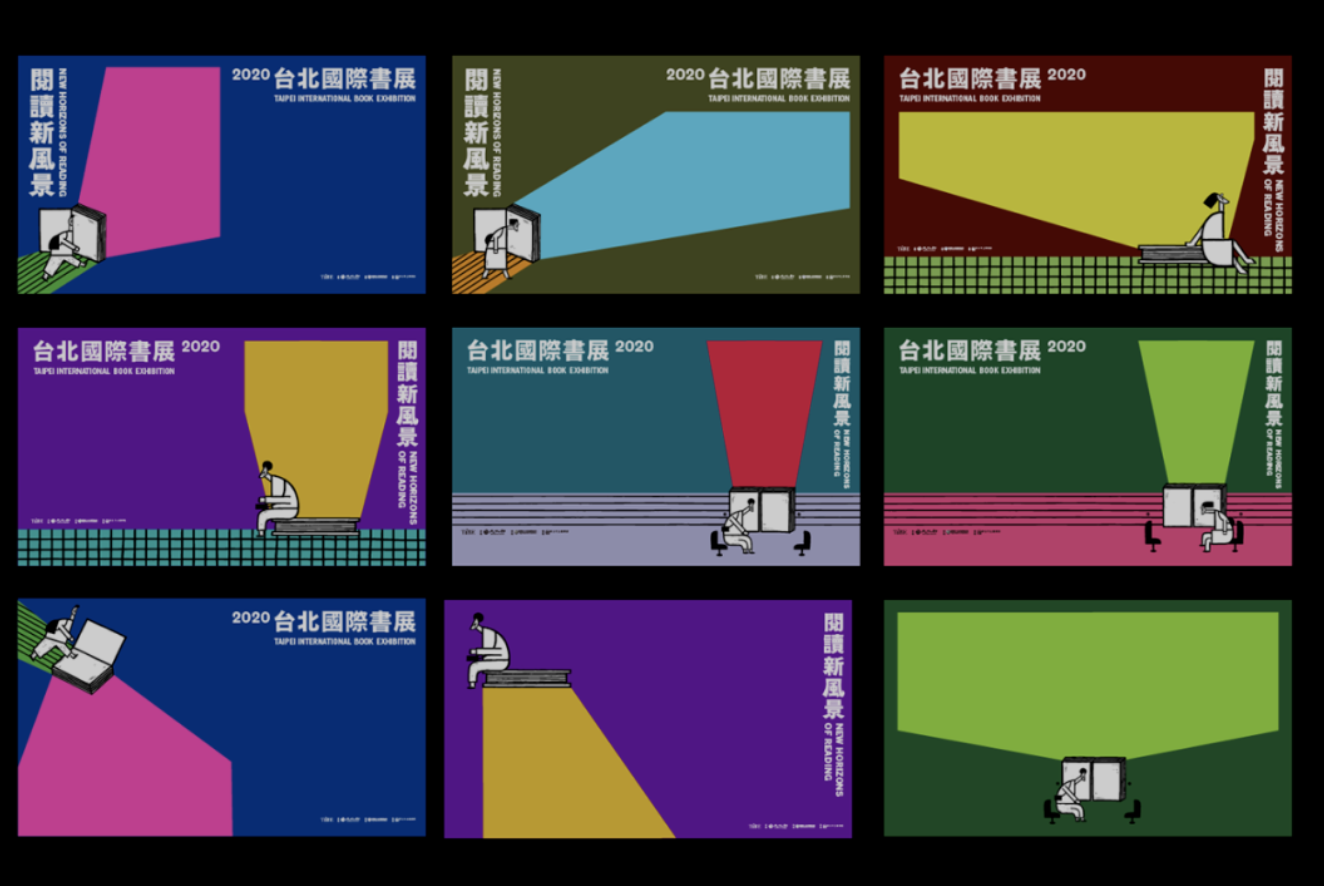 閱讀新風景
NEW HORIZONS OF READING
2020 台北國際書展
TAIPEI INTERNATIONAL BOOK EXHIBITION
閱讀新風景
NEW HORIZONS OF READING
2020 台北國際書展
TAIPEI INTERNATIONAL BOOK EXHIBITION
台北國際書展 2020
TAIPEI INTERNATIONAL BOOK EXHIBITION
閱讀新風景
NEW HORIZONS
OF READING
台北國際書展 2020
TAIPEI INTERNATIONAL BOOK EXHIBITION
閱讀新風景
NEW HORIZONS
OF READING
台北國際書展 2020
TAIPEI INTERNATIONAL BOOK EXHIBITION
閱讀新風景
NEW HORIZONS
OF READING
台北國際書展 2020
TAIPEI INTERNATIONAL BOOK EXHIBITION
閱讀新風景
NEW HORIZONS
OF READING
2020 台北國際書展
TAIPEI INTERNATIONAL BOOK EXHIBITION
閱讀新風景
NEW HORIZONS
OF READING